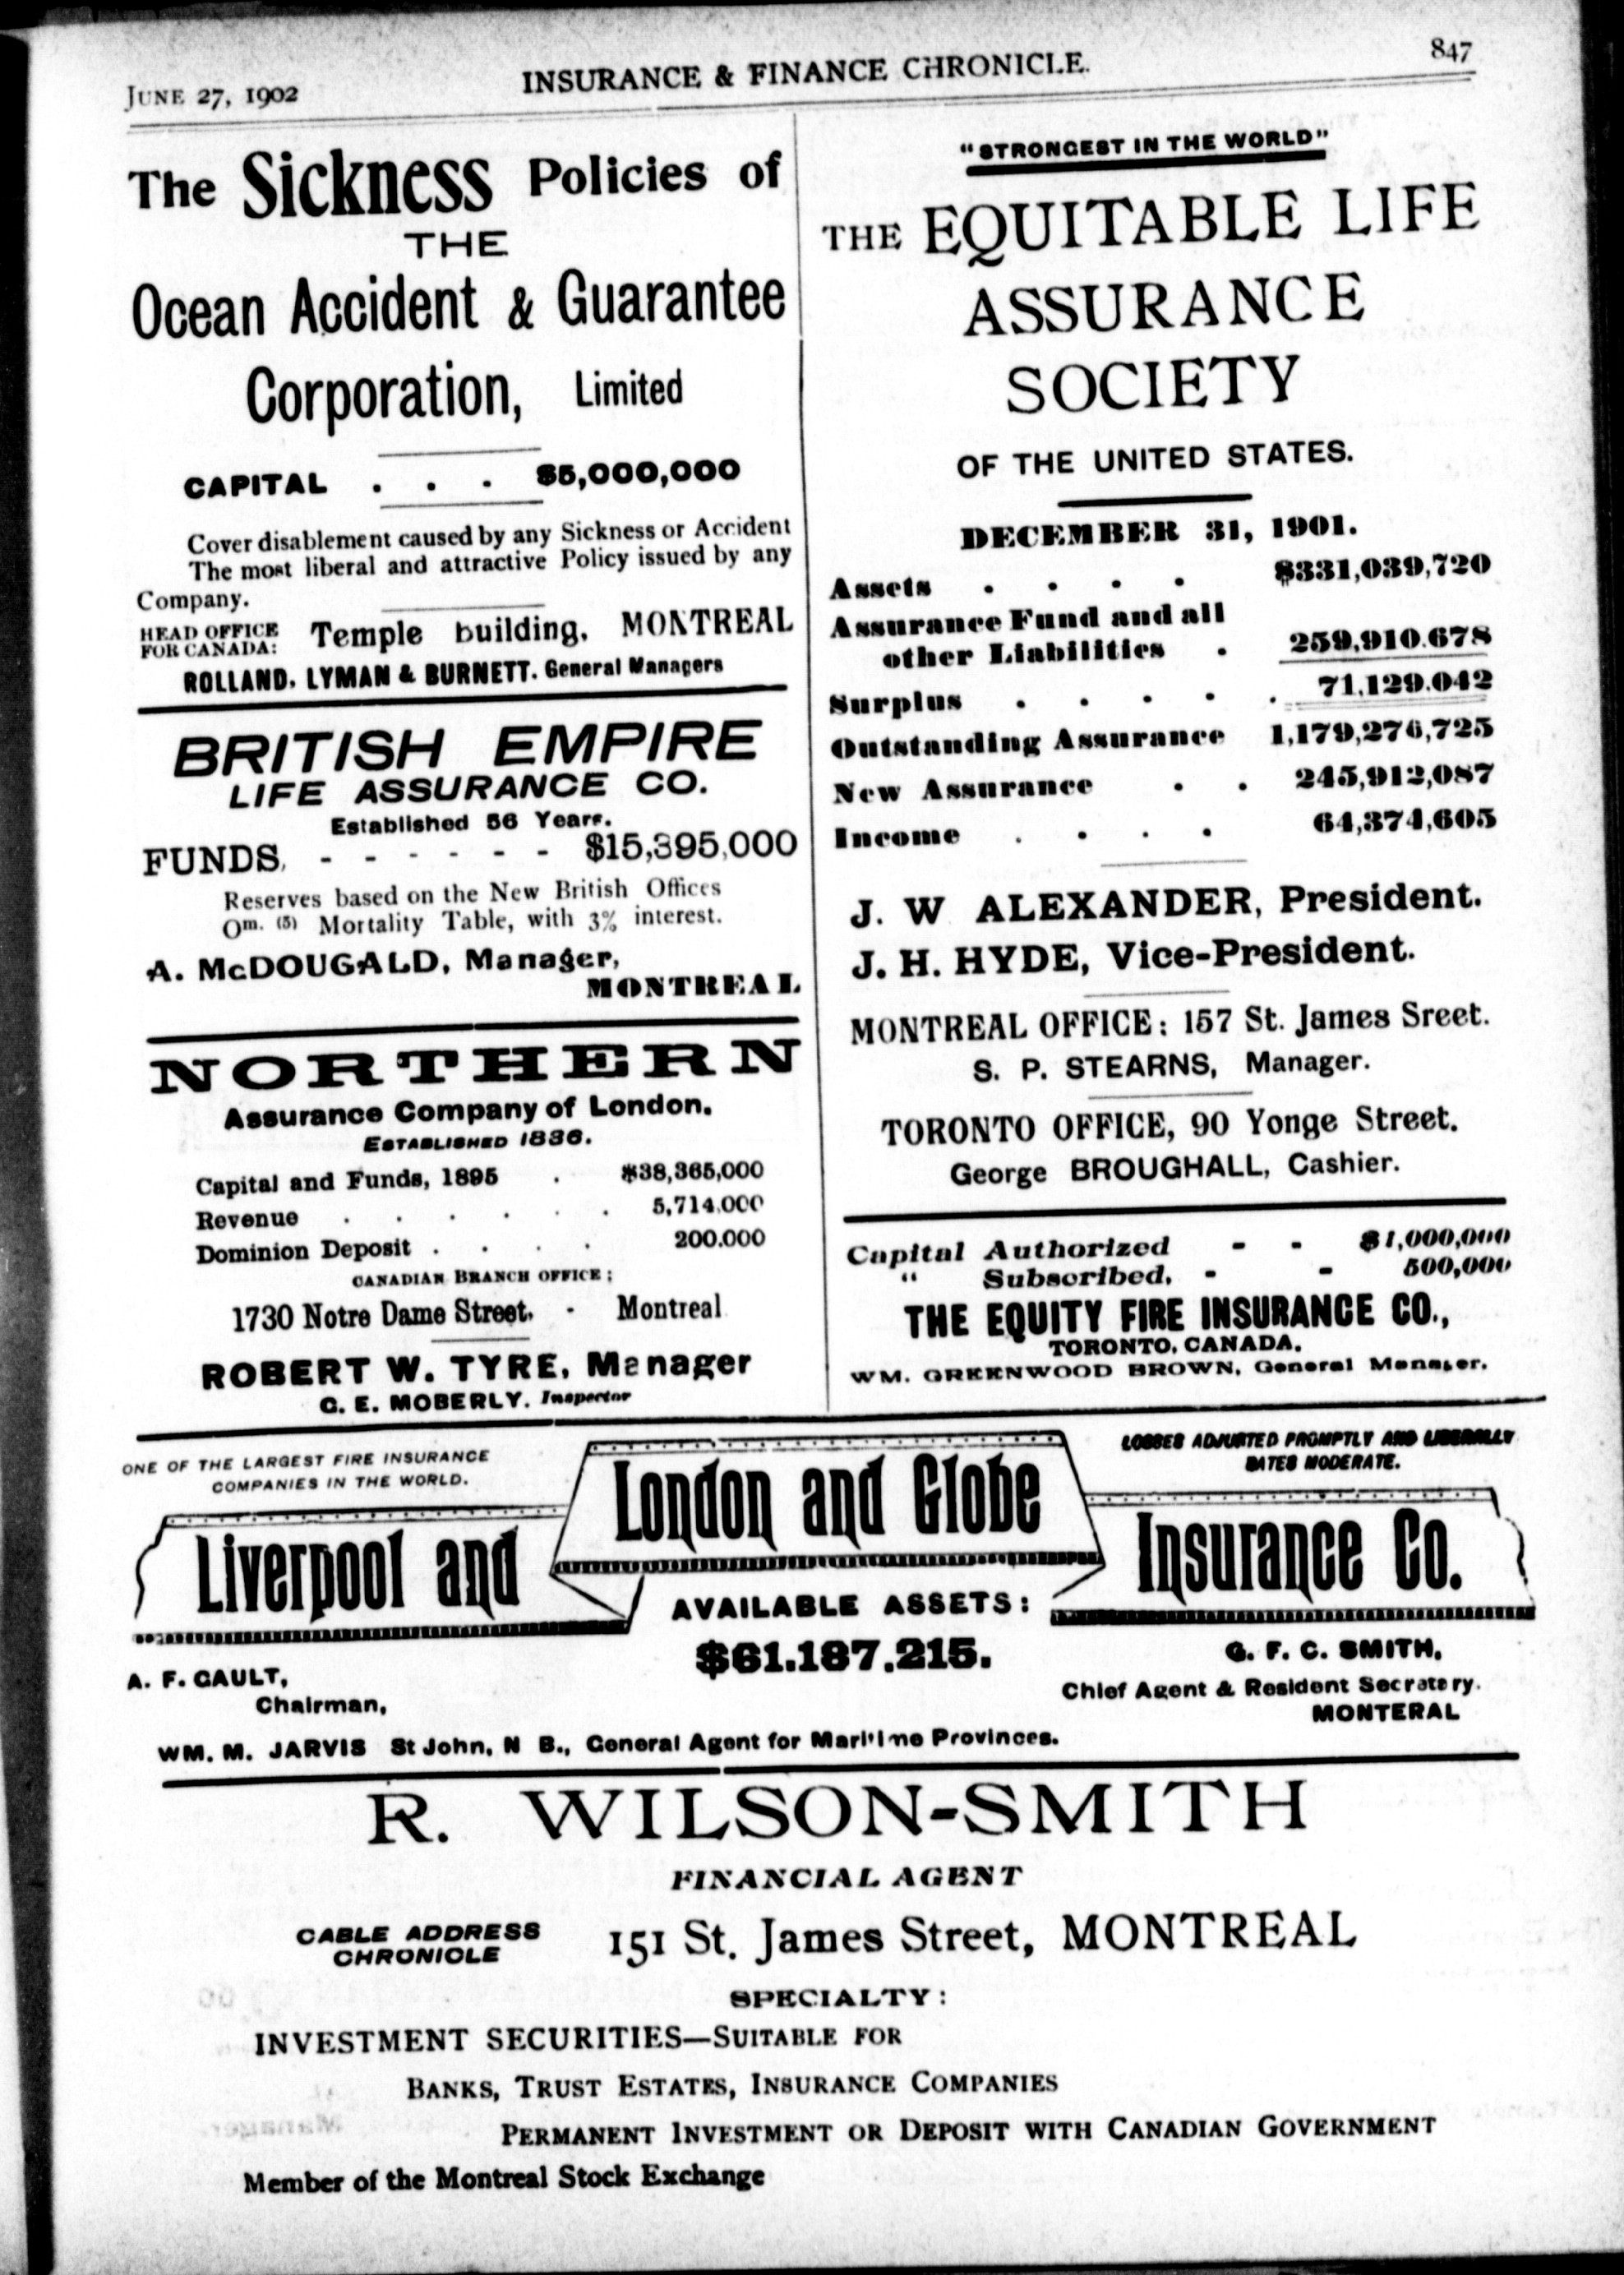 JUNE 27, 1902
INSURANCE & FINANCE CHRONICLE.
847
The Sickness Policies of
THE
Ocean Accident & Guarantee
Corporation, Limited
CAPITAL . . . $5,000,000
Cover disablement caused by any Sickness or Accident
The most liberal and attractive Policy issued by any
Company.
HEAD OFFICE
FOR CANADA: Temple building, MONTREAL
ROLLAND, LYMAN & BURNETT. General Managers
BRITISH EMPIRE
LIFE ASSURANCE CO.
Established 56 Years.
FUNDS, - - - - - - $15,395,000
Reserves based on the New British Offices
Om. (5) Mortality Table, with 3% interest.
A. McDOUGALD, Manager,
MONTREAL
NORTHERN
Assurance Company of London.
ESTABLISHED 1836.
Capital and Funds, 1895 . $38,365,000
Revenue . . . . . . 5,714,000
Dominion Deposit . . . . 200.000
CANADIAN BRANCH OFFICE:
1730 Notre Dame Street. - Montreal
ROBERT W. TYRE, Manager
G. E. MOBERLY. Inspector
"STRONGEST IN THE WORLD"
THE EQUITABLE LIFE
ASSURANCE
SOCIETY
OF THE UNITED STATES.
DECEMBER 31, 1901.
Assets . . . . $331,039,720
Assurance Fund and all
other Liabilities . 259,910.678
Surplus . . . . . 71,129.042
Outstanding Assurance 1,179,276,725
New Assurance . . 245,912,087
Income . . . . 64,374,605
J. W ALEXANDER, President.
J. H. HYDE, Vice-President.
MONTREAL OFFICE: 157 St. James Sreet.
S. P. STEARNS, Manager.
TORONTO OFFICE, 90 Yonge Street.
George BROUGHALL, Cashier.
Capital Authorized - - $1,000,000
" Subscribed, - - 500,000
THE EQUITY FIRE INSURANCE CO.,
TORONTO, CANADA.
WM. GREENWOOD BROWN, General Manager.
ONE OF THE LARGEST FIRE INSURANCE
COMPANIES IN THE WORLD.
LOSSES ADJUSTED PROMPTLY AND LIBERALLY
RATES MODERATE.
Liverpool and London and Globe Insurance Co.
AVAILABLE ASSETS:
$61.187.215.
A. F. GAULT,
Chairman,
G. F. C. SMITH,
Chief Agent & Resident Secretary.
MONTERAL
WM. M. JARVIS St John, N B., General Agent for Maritime Provinces.
R. WILSON-SMITH
FINANCIAL AGENT
CABLE ADDRESS
CHRONICLE
151 St. James Street, MONTREAL
SPECIALTY:
INVESTMENT SECURITIES—SUITABLE FOR
BANKS, TRUST ESTATES, INSURANCE COMPANIES
PERMANENT INVESTMENT OR DEPOSIT WITH CANADIAN GOVERNMENT
Member of the Montreal Stock Exchange